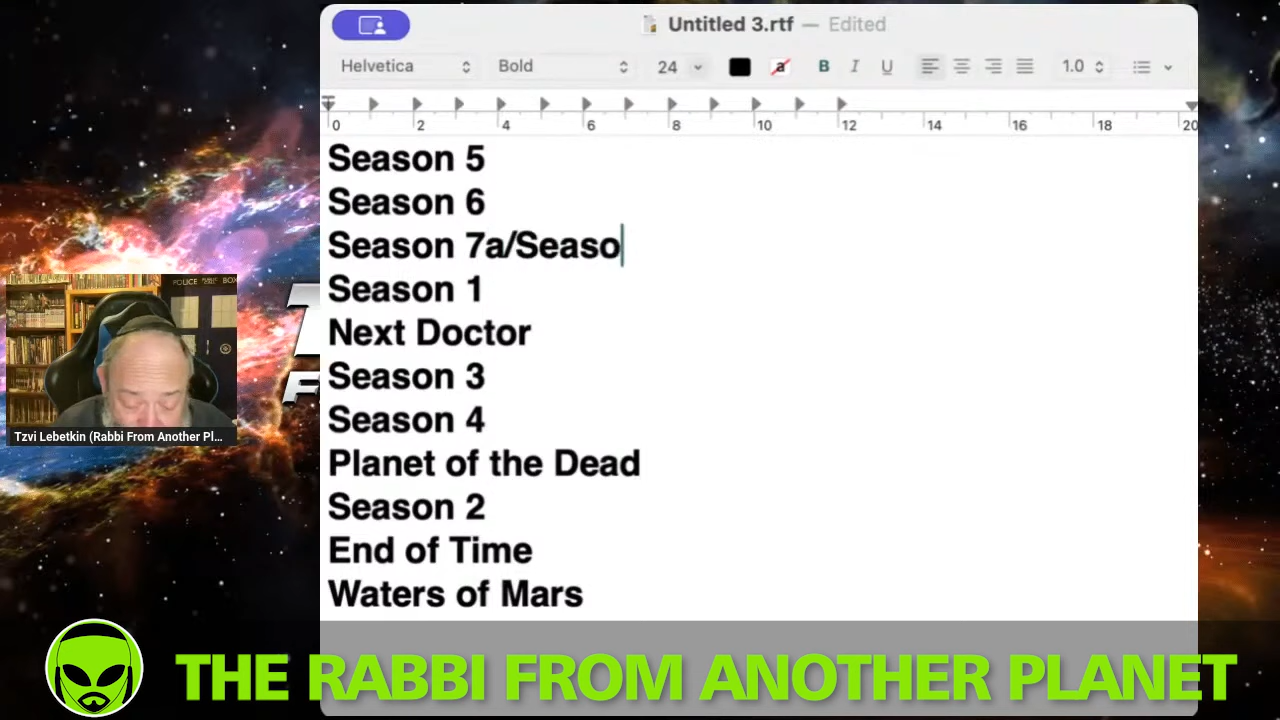 Untitled 3.rtf — Edited
Helvetica Bold 24 a B I U 1.0
0 2 4 6 8 10 12 14 16 18 20
Season 5
Season 6
Season 7a/Seaso
Season 1
Next Doctor
Season 3
Season 4
Planet of the Dead
Season 2
End of Time
Waters of Mars
POLICE BOX
Tzvi Lebetkin (Rabbi From Another Pl...
THE RABBI FROM ANOTHER PLANET